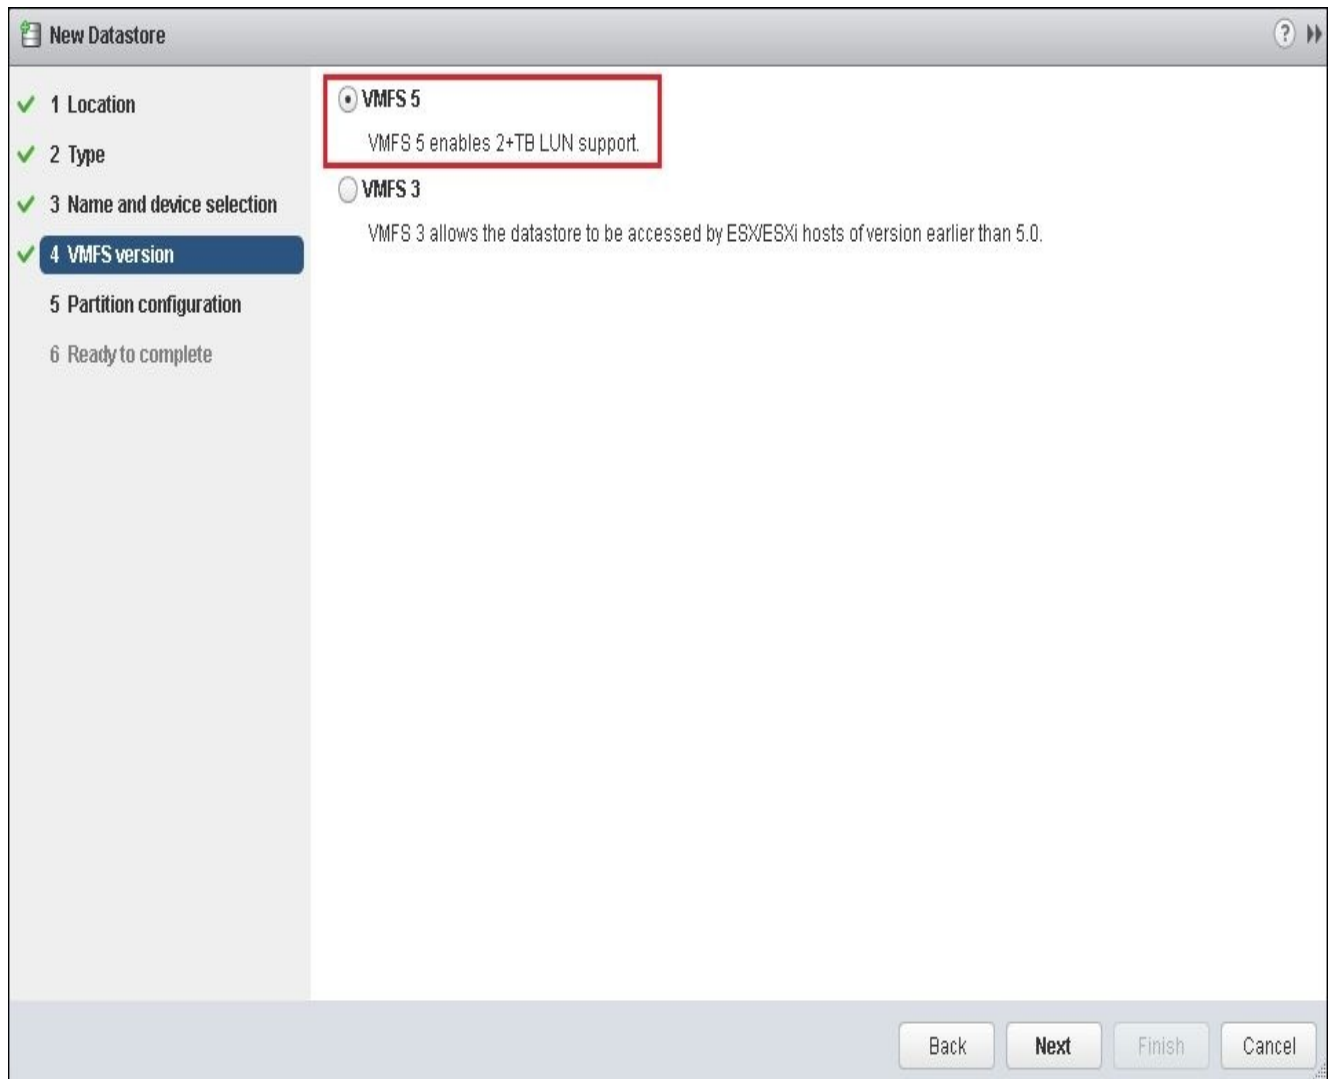 New Datastore
?
1 Location
2 Type
3 Name and device selection
4 VMFS version
5 Partition configuration
6 Ready to complete
VMFS 5
VMFS 5 enables 2+TB LUN support.
VMFS 3
VMFS 3 allows the datastore to be accessed by ESX/ESXi hosts of version earlier than 5.0.
Back Next Finish Cancel